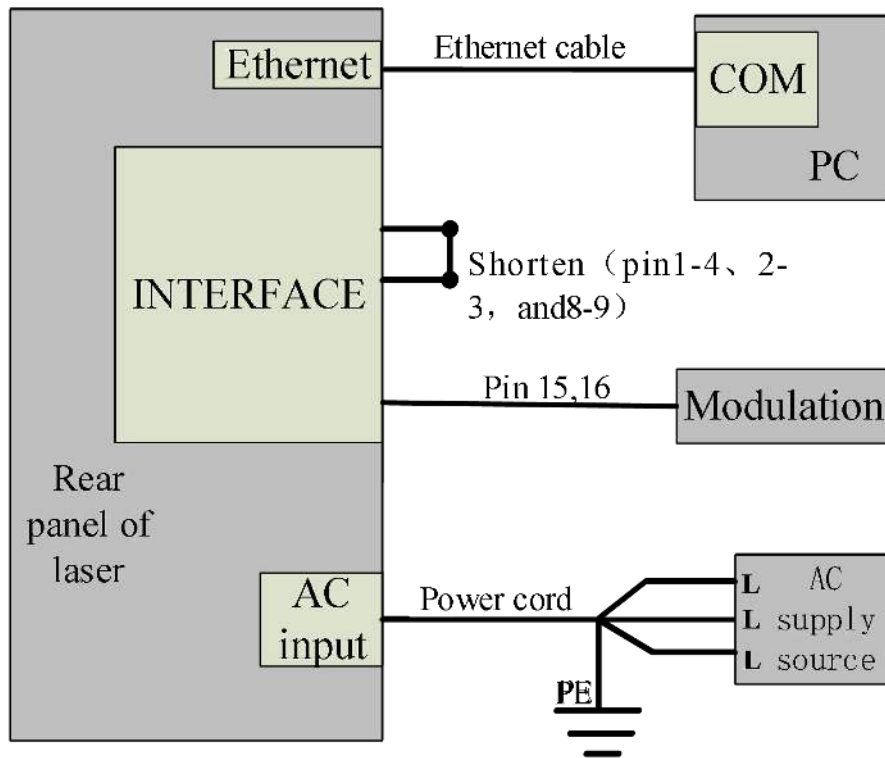 Ethernet
Ethernet cable
COM
PC
INTERFACE
Shorten（pin1-4、2-
3，and8-9）
Pin 15,16
Modulation
Rear
panel of
laser
AC
input
Power cord
PE
L AC
L supply
L source